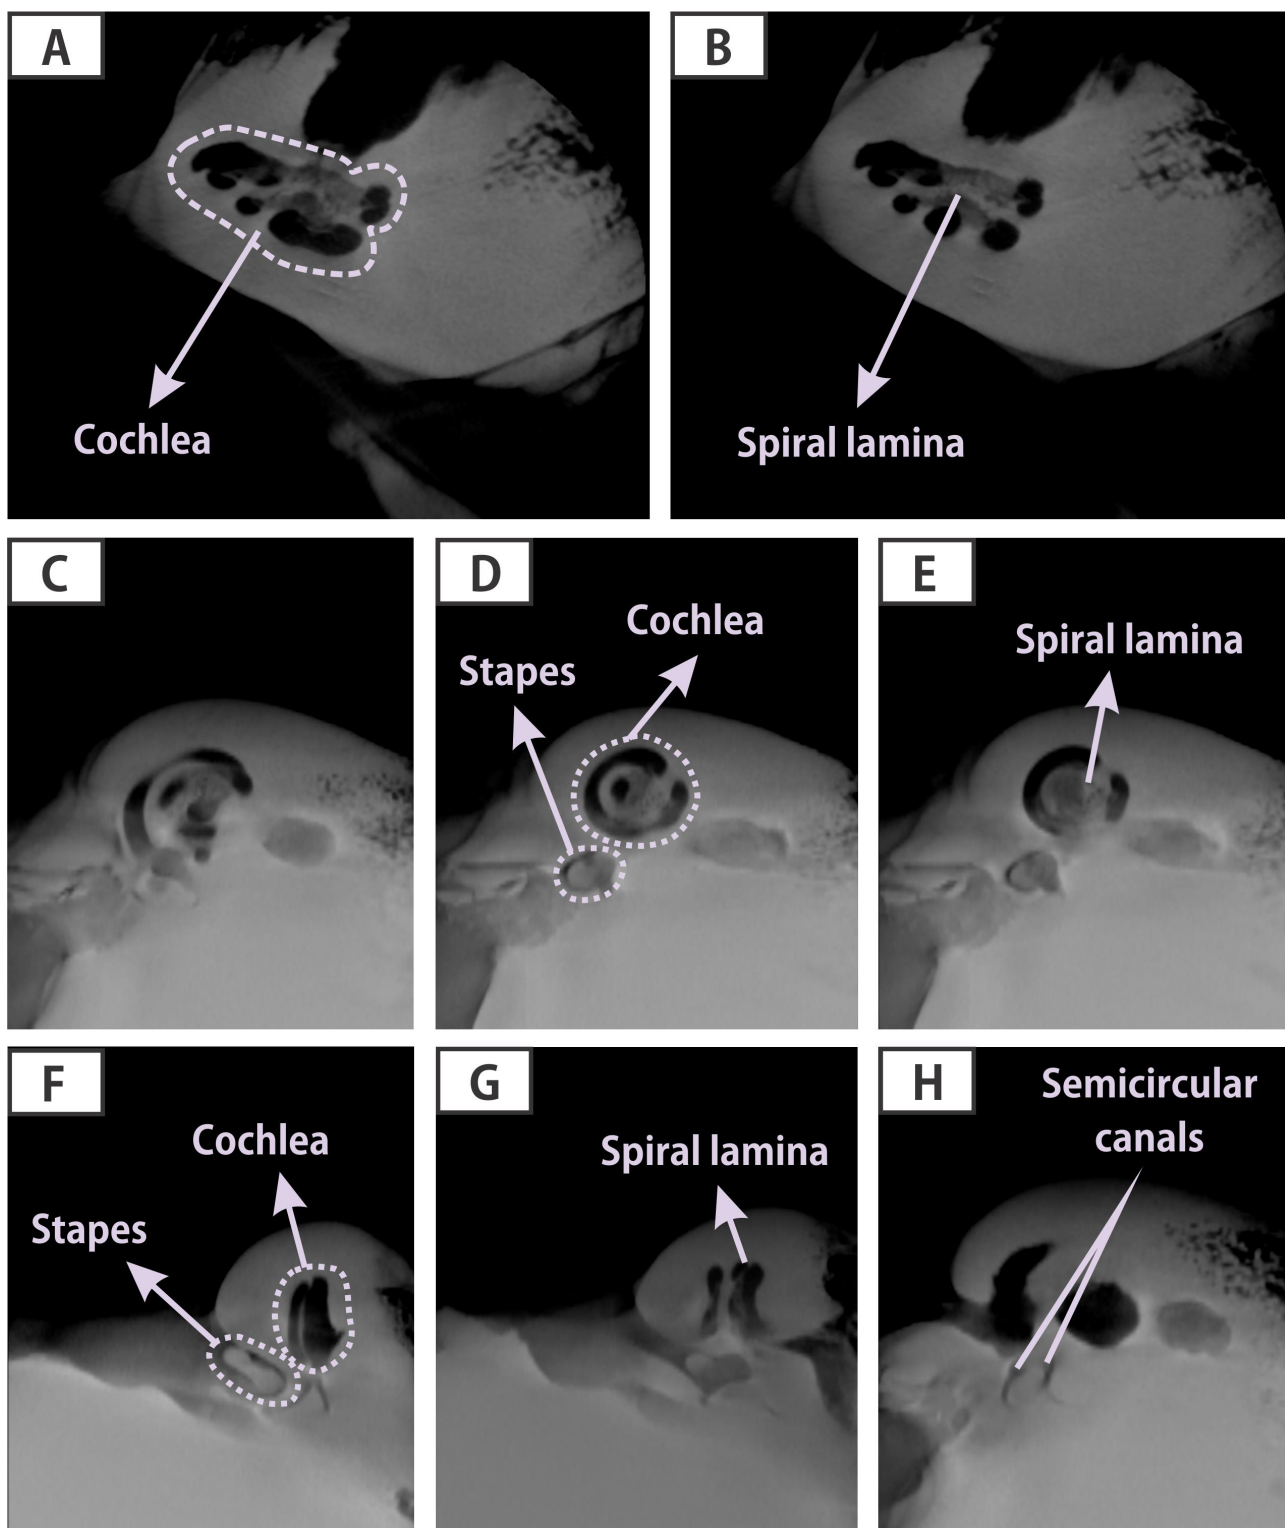 A
B
Cochlea
Spiral lamina
C
D
E
Cochlea
Stapes
Spiral lamina
F
G
H
Cochlea
Stapes
Spiral lamina
Semicircular
canals